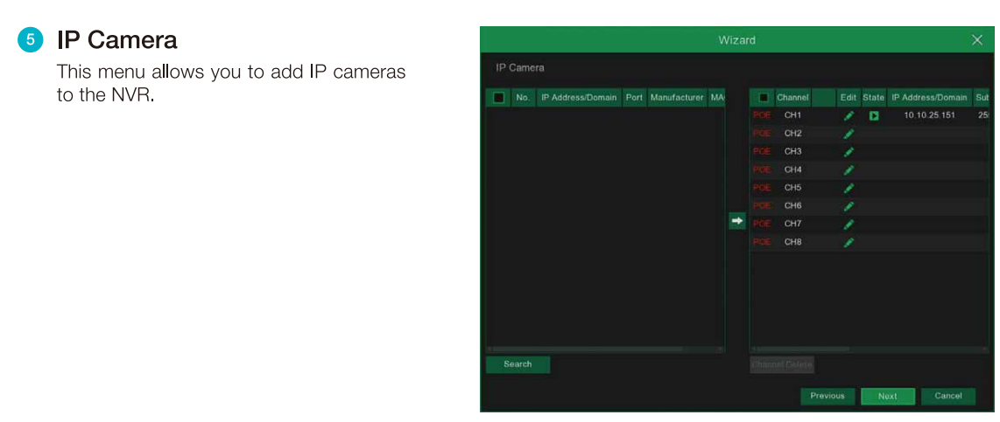 5 IP Camera
This menu allows you to add IP cameras
to the NVR.
Wizard
IP Camera
No. IP Address/Domain Port Manufacturer MA
Channel Edit State IP Address/Domain Sub
POE CH1 10.10.25.151 25
POE CH2
POE CH3
POE CH4
POE CH5
POE CH6
POE CH7
POE CH8
Search
Channel Delete
Previous Next Cancel